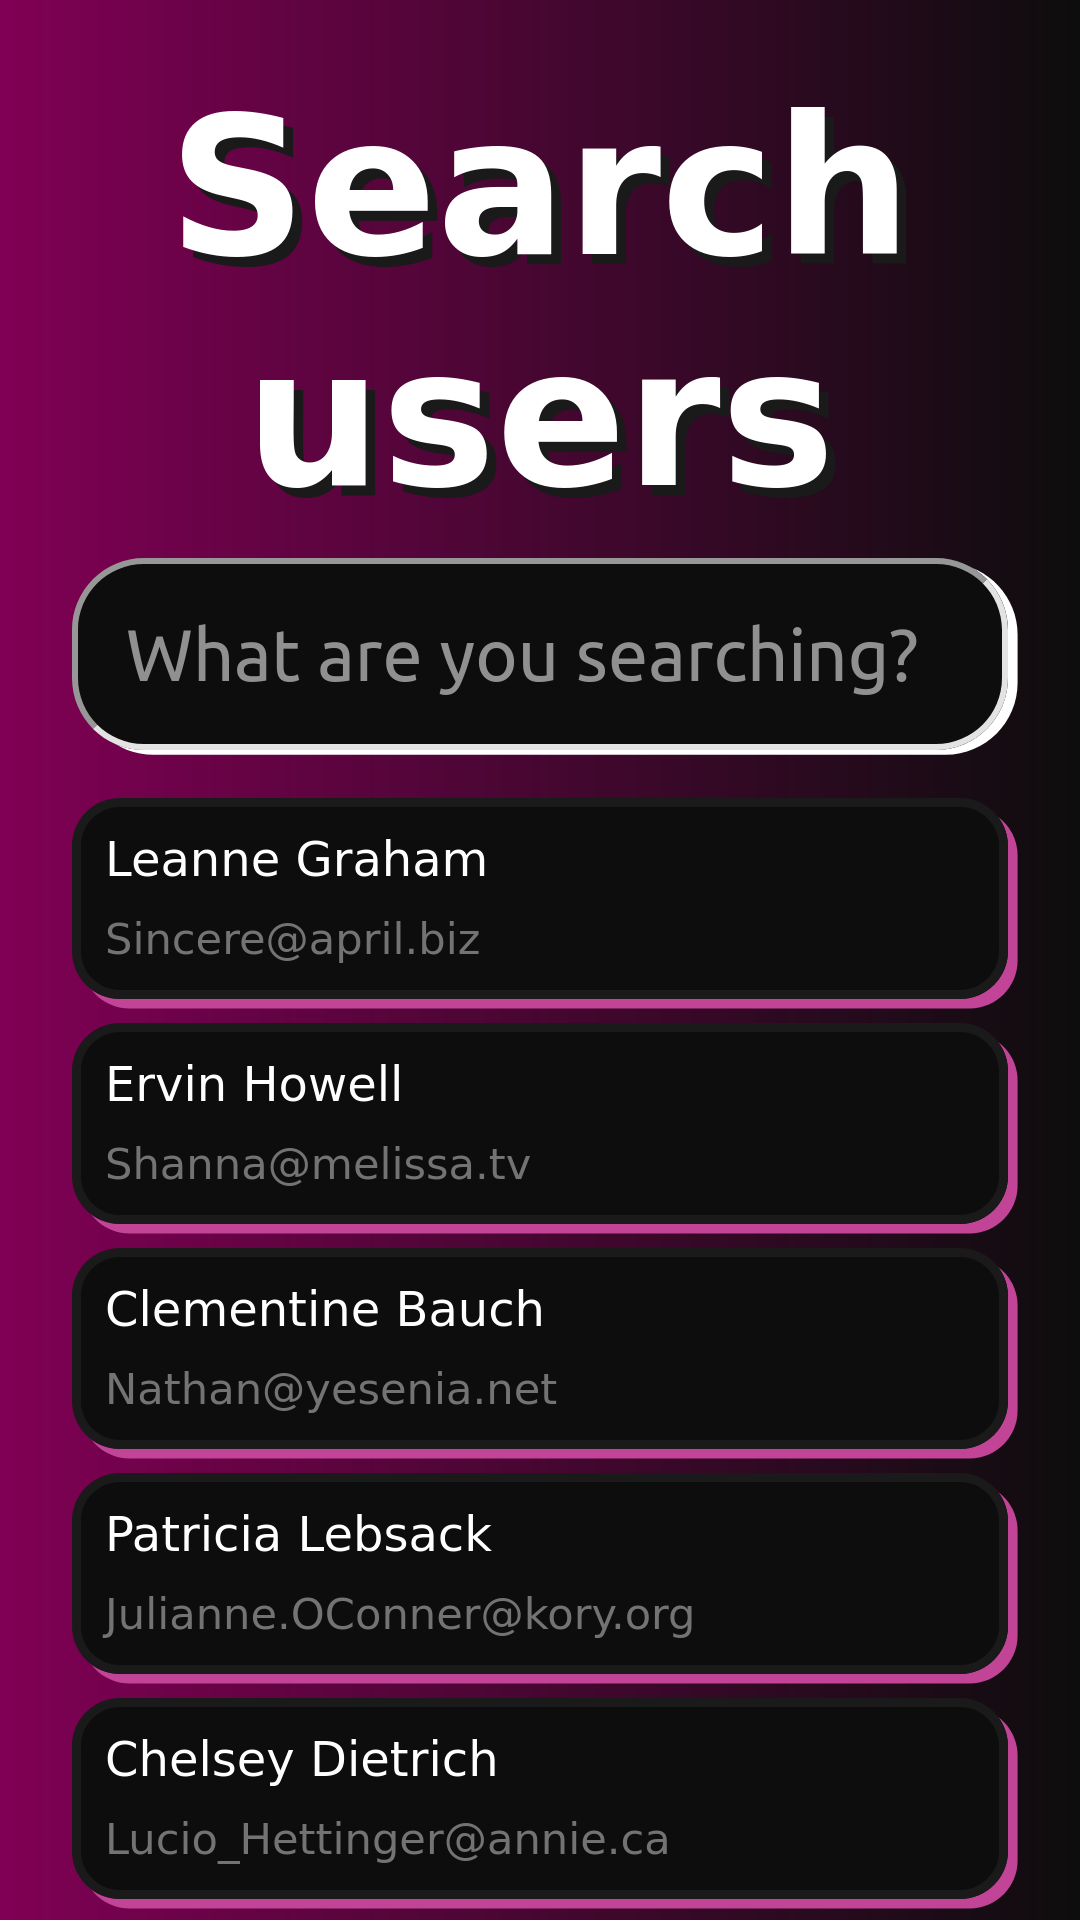 Search
users
What are you searching?
Leanne Graham
Sincere@april.biz
Ervin Howell
Shanna@melissa.tv
Clementine Bauch
Nathan@yesenia.net
Patricia Lebsack
Julianne.OConner@kory.org
Chelsey Dietrich
Lucio_Hettinger@annie.ca